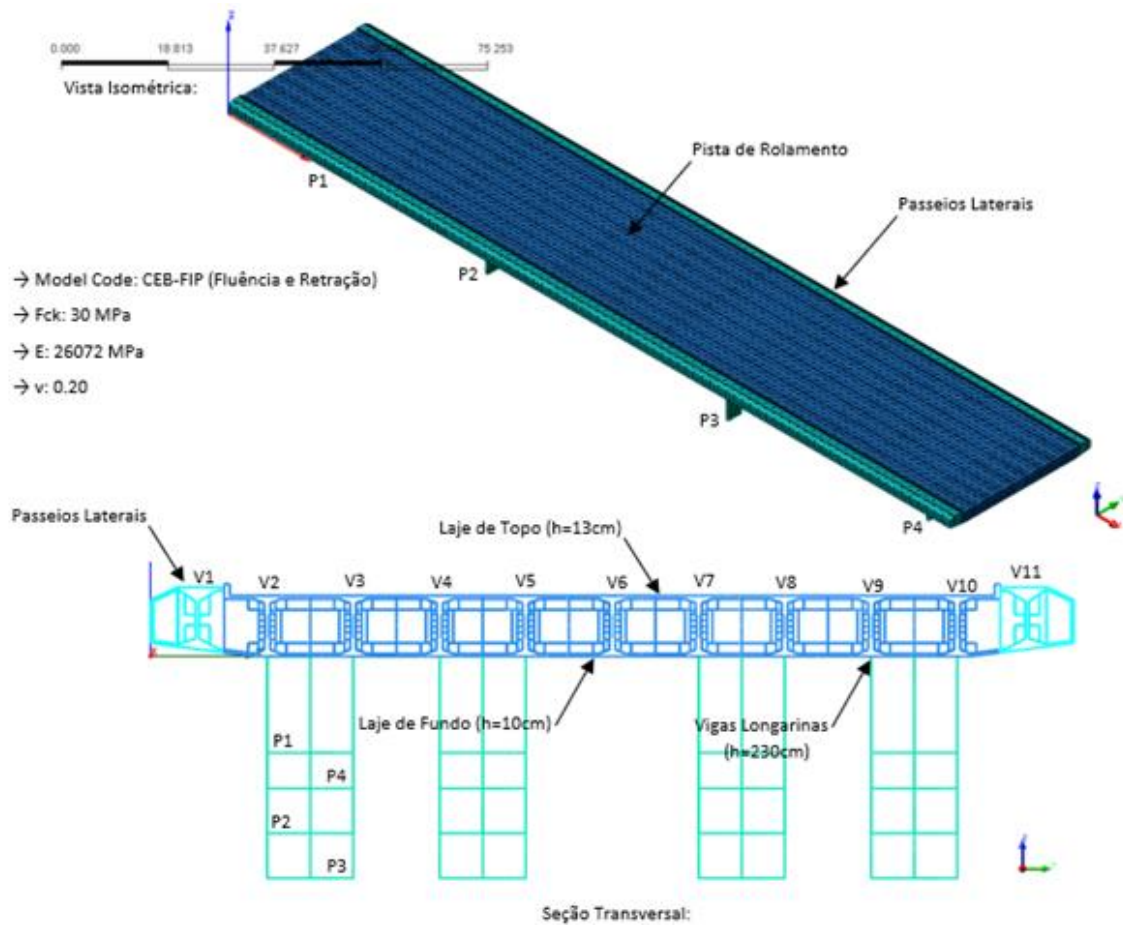 0.000 18 813 37 627 75 253
Vista Isométrica:
Pista de Rolamento
P1
Passeios Laterais
P2
→ Model Code: CEB-FIP (Fluência e Retração)
→ Fck: 30 MPa
→ E: 26072 MPa
→ v: 0.20
P3
P4
Passeios Laterais
Laje de Topo (h=13cm)
V1 V2 V3 V4 V5 V6 V7 V8 V9 V10 V11
Laje de Fundo (h=10cm)
Vigas Longarinas
(h=230cm)
P1
P4
P2
P3
Seção Transversal: